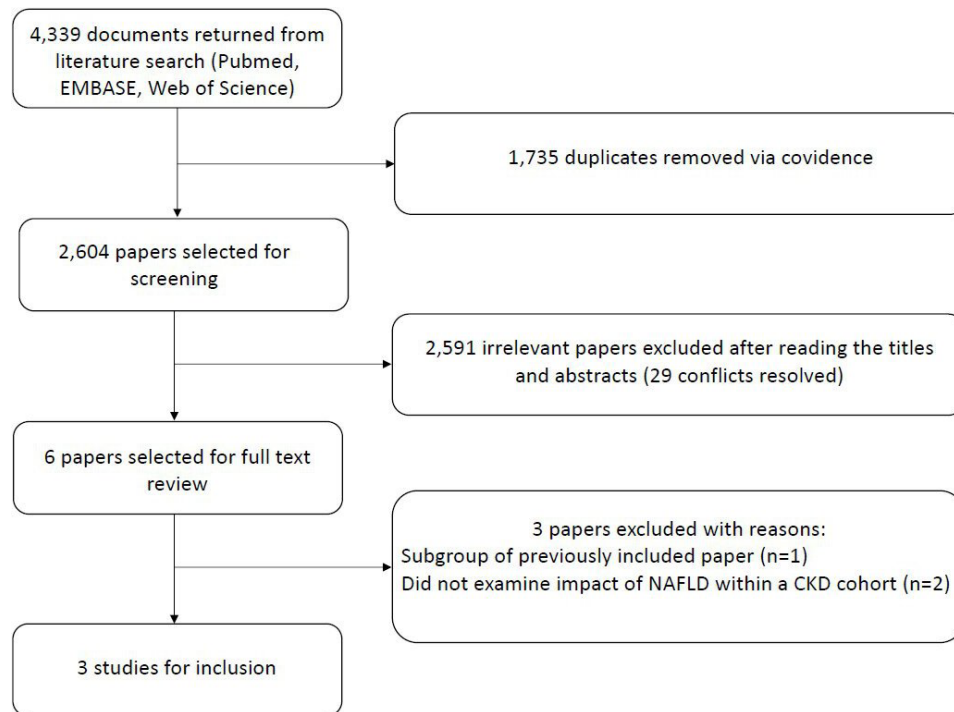 4,339 documents returned from
literature search (Pubmed,
EMBASE, Web of Science)
1,735 duplicates removed via covidence
2,604 papers selected for
screening
2,591 irrelevant papers excluded after reading the titles
and abstracts (29 conflicts resolved)
6 papers selected for full text
review
3 papers excluded with reasons:
Subgroup of previously included paper (n=1)
Did not examine impact of NAFLD within a CKD cohort (n=2)
3 studies for inclusion